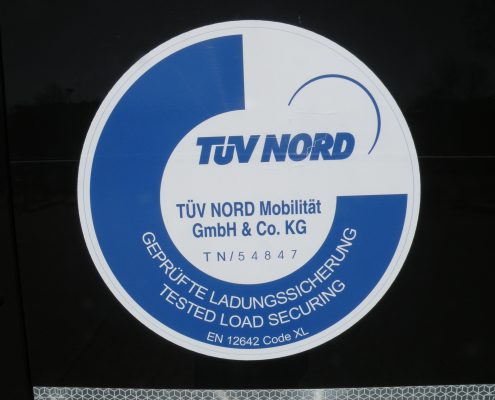 TÜV NORD
TÜV NORD Mobilität
GmbH & Co. KG
TN/54847
GEPRÜFTE LADUNGSSICHERUNG
TESTED LOAD SECURING
EN 12642 Code XL